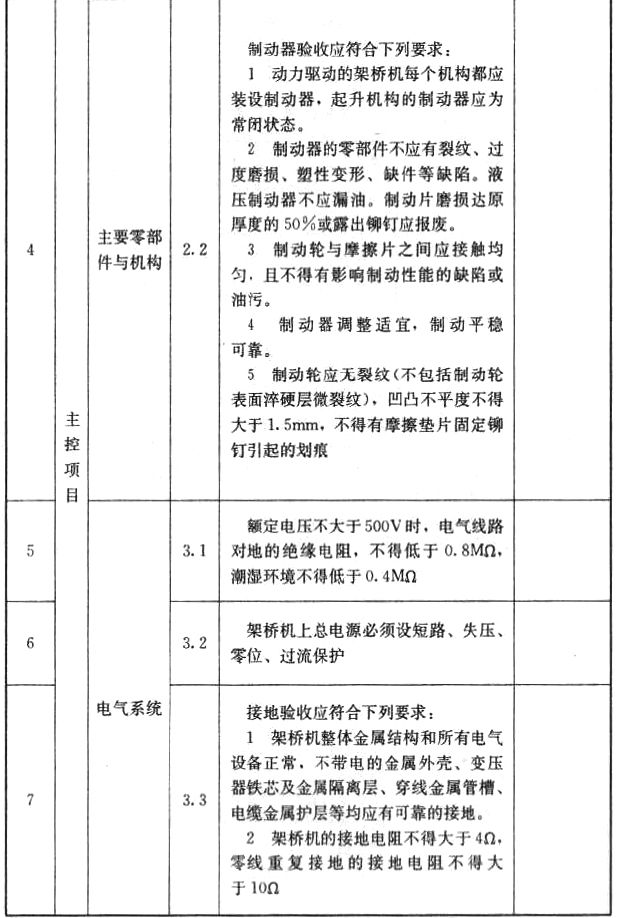 主控项目
4
主要零部
件与机构
2.2
制动器验收应符合下列要求：
1 动力驱动的架桥机每个机构都应
装设制动器，起升机构的制动器应为
常闭状态。
2 制动器的零部件不应有裂纹、过
度磨损、塑性变形、缺件等缺陷。液
压制动器不应漏油。制动片磨损达原
厚度的50%或露出铆钉应报废。
3 制动轮与摩擦片之间应接触均
匀，且不得有影响制动性能的缺陷或
油污。
4 制动器调整适宜，制动平稳
可靠。
5 制动轮应无裂纹（不包括制动轮
表面淬硬层微裂纹），凹凸不平度不得
大于1.5mm，不得有摩擦垫片固定铆
钉引起的划痕
电气系统
5
3.1
额定电压不大于500V时，电气线路
对地的绝缘电阻，不得低于0.8MΩ，
潮湿环境不得低于0.4MΩ
6
3.2
架桥机上总电源必须设短路、失压、
零位、过流保护
7
3.3
接地验收应符合下列要求：
1 架桥机整体金属结构和所有电气
设备正常，不带电的金属外壳、变压
器铁芯及金属隔离层、穿线金属管槽、
电缆金属护层等均应有可靠的接地。
2 架桥机的接地电阻不得大于4Ω，
零线重复接地的接地电阻不得大
于10Ω